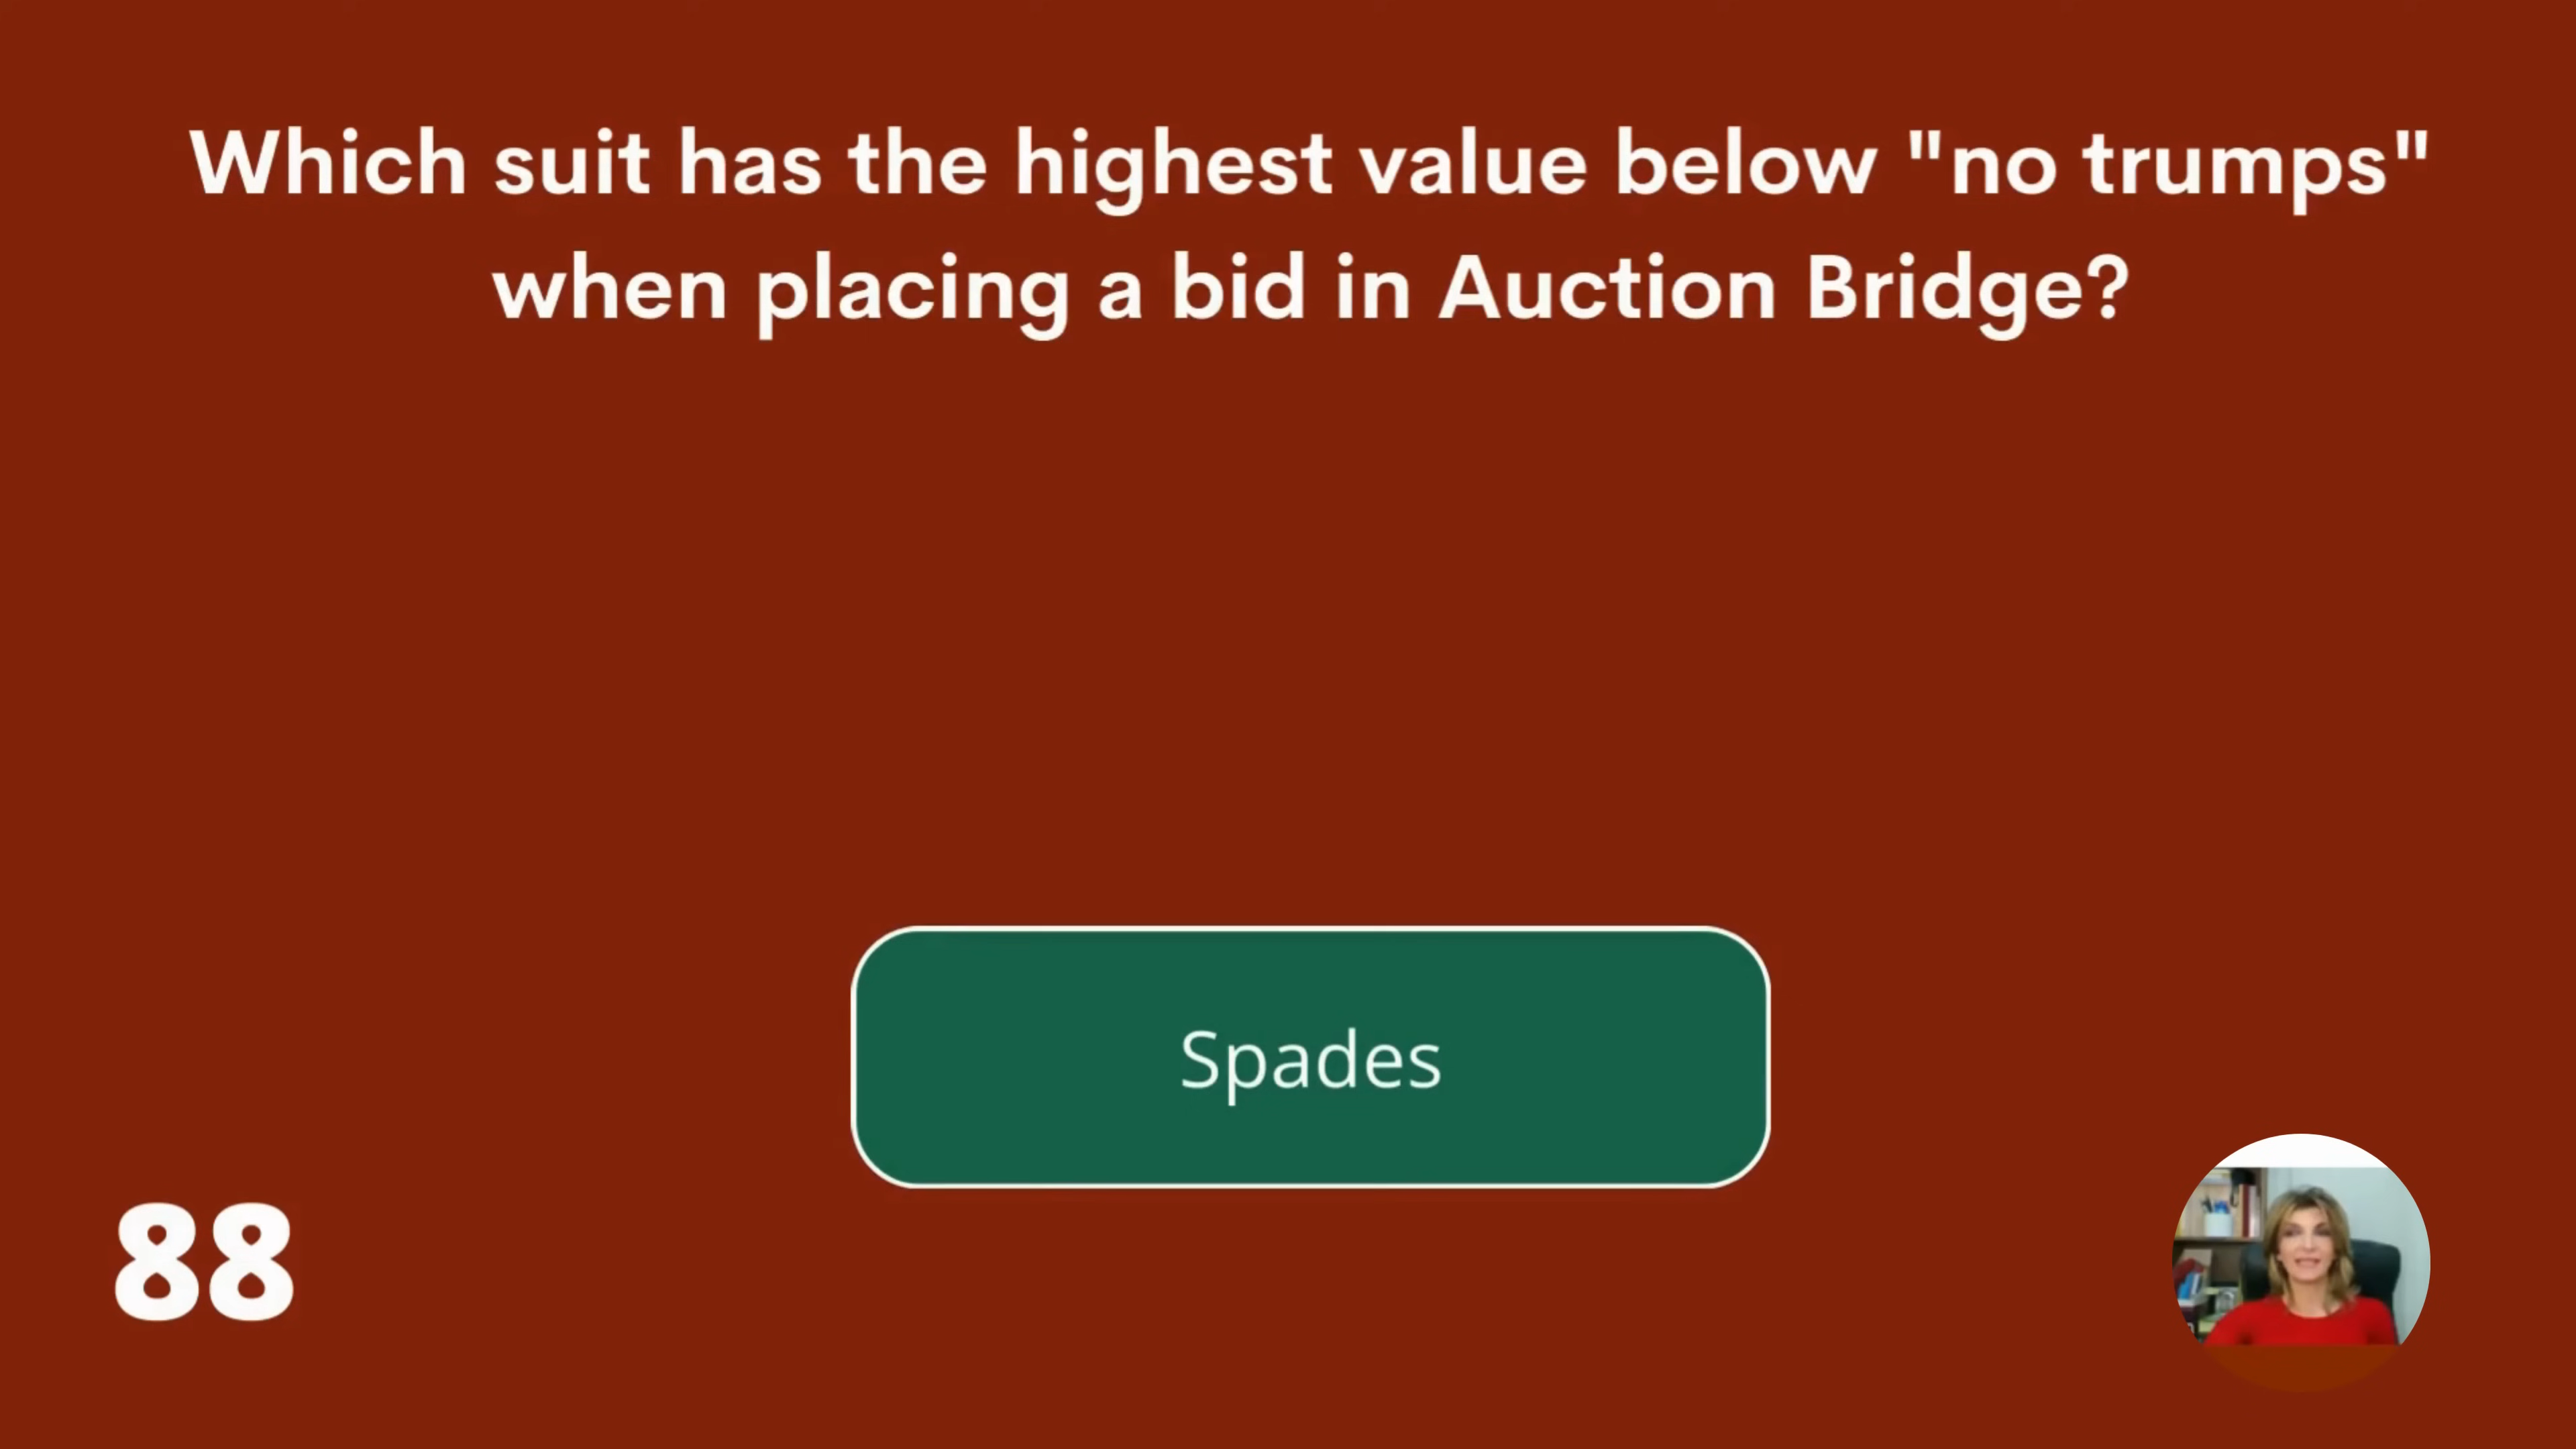 Which suit has the highest value below "no trumps"
when placing a bid in Auction Bridge?
Spades
88